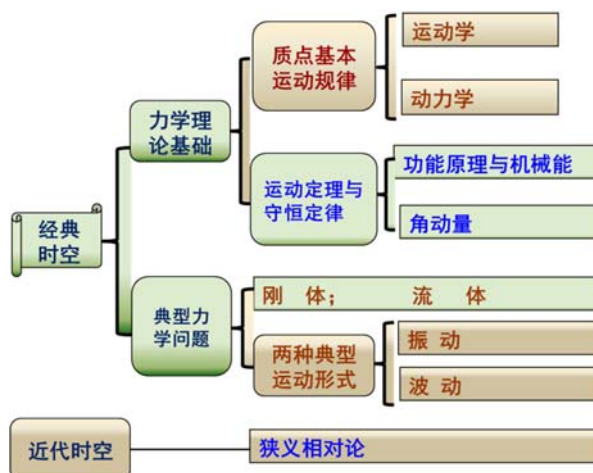 经典
时空
力学理
论基础
质点基本
运动规律
运动学
动力学
运动定理与
守恒定律
功能原理与机械能
角动量
典型力
学问题
刚 体； 流 体
两种典型
运动形式
振 动
波 动
近代时空
狭义相对论